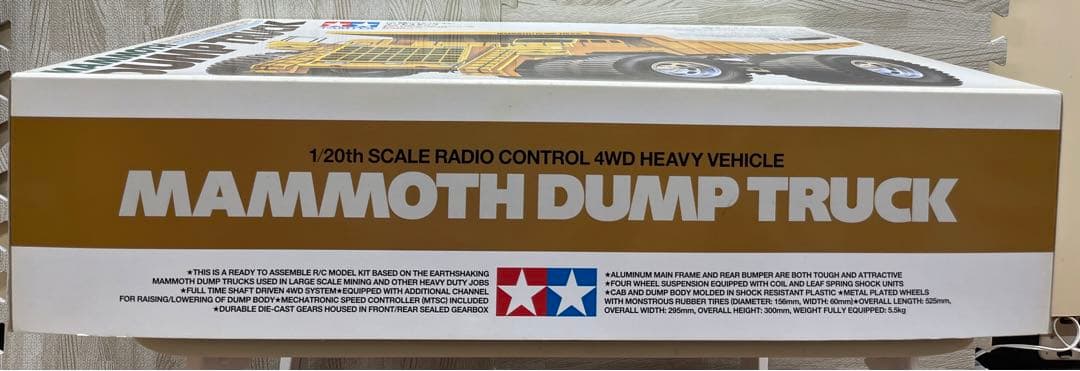 MAMMOTH
DUMP TRUCK
1/20th SCALE RADIO CONTROL 4WD HEAVY VEHICLE
MAMMOTH DUMP TRUCK
★THIS IS A READY TO ASSEMBLE R/C MODEL KIT BASED ON THE EARTHSHAKING
MAMMOTH DUMP TRUCKS USED IN LARGE SCALE MINING AND OTHER HEAVY DUTY JOBS
★FULL TIME SHAFT DRIVEN 4WD SYSTEM★EQUIPPED WITH ADDITIONAL CHANNEL
FOR RAISING/LOWERING OF DUMP BODY★MECHATRONIC SPEED CONTROLLER (MTSC) INCLUDED
★DURABLE DIE-CAST GEARS HOUSED IN FRONT/REAR SEALED GEARBOX
★ALUMINUM MAIN FRAME AND REAR BUMPER ARE BOTH TOUGH AND ATTRACTIVE
★FOUR WHEEL SUSPENSION EQUIPPED WITH COIL AND LEAF SPRING SHOCK UNITS
★CAB AND DUMP BODY MOLDED IN SHOCK RESISTANT PLASTIC ★METAL PLATED WHEELS
WITH MONSTROUS RUBBER TIRES (DIAMETER: 156mm, WIDTH: 60mm)★OVERALL LENGTH: 525mm,
OVERALL WIDTH: 295mm, OVERALL HEIGHT: 300mm, WEIGHT FULLY EQUIPPED: 5.5kg